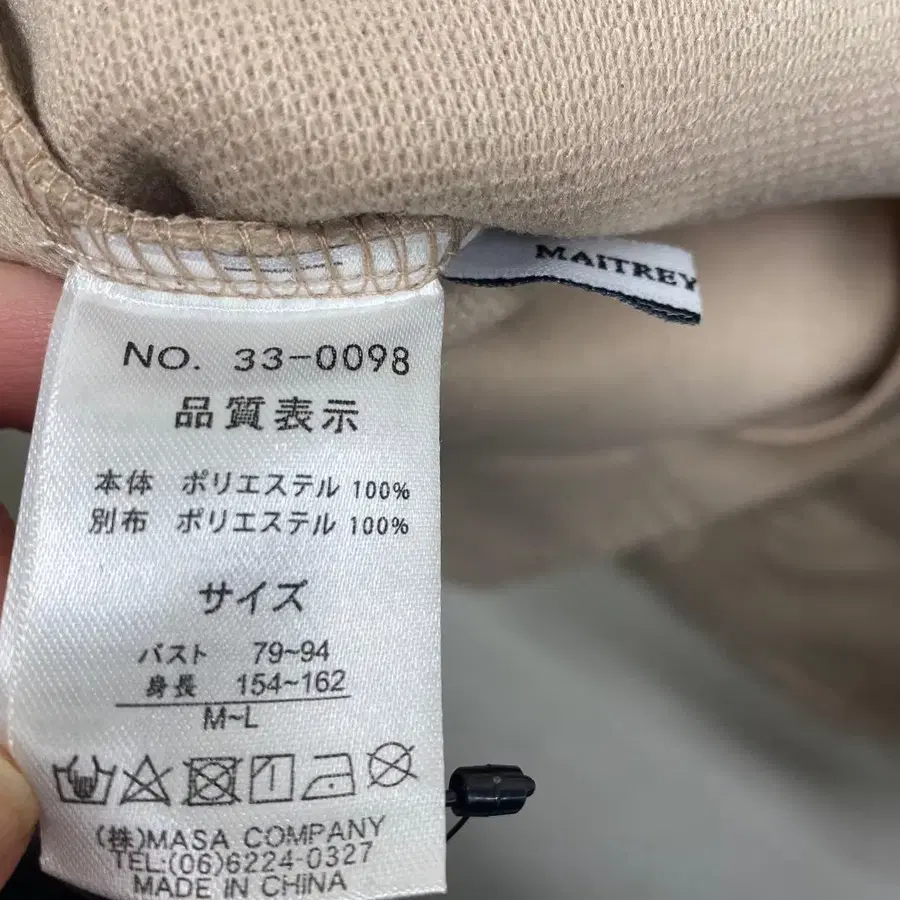 MAITREY
NO. 33-0098
品質表示
本体 ポリエステル 100%
別布 ポリエステル 100%
サイズ
バスト 79~94
身長 154~162
M~L
(株)MASA COMPANY
TEL:(06)6224-0327
MADE IN CHINA